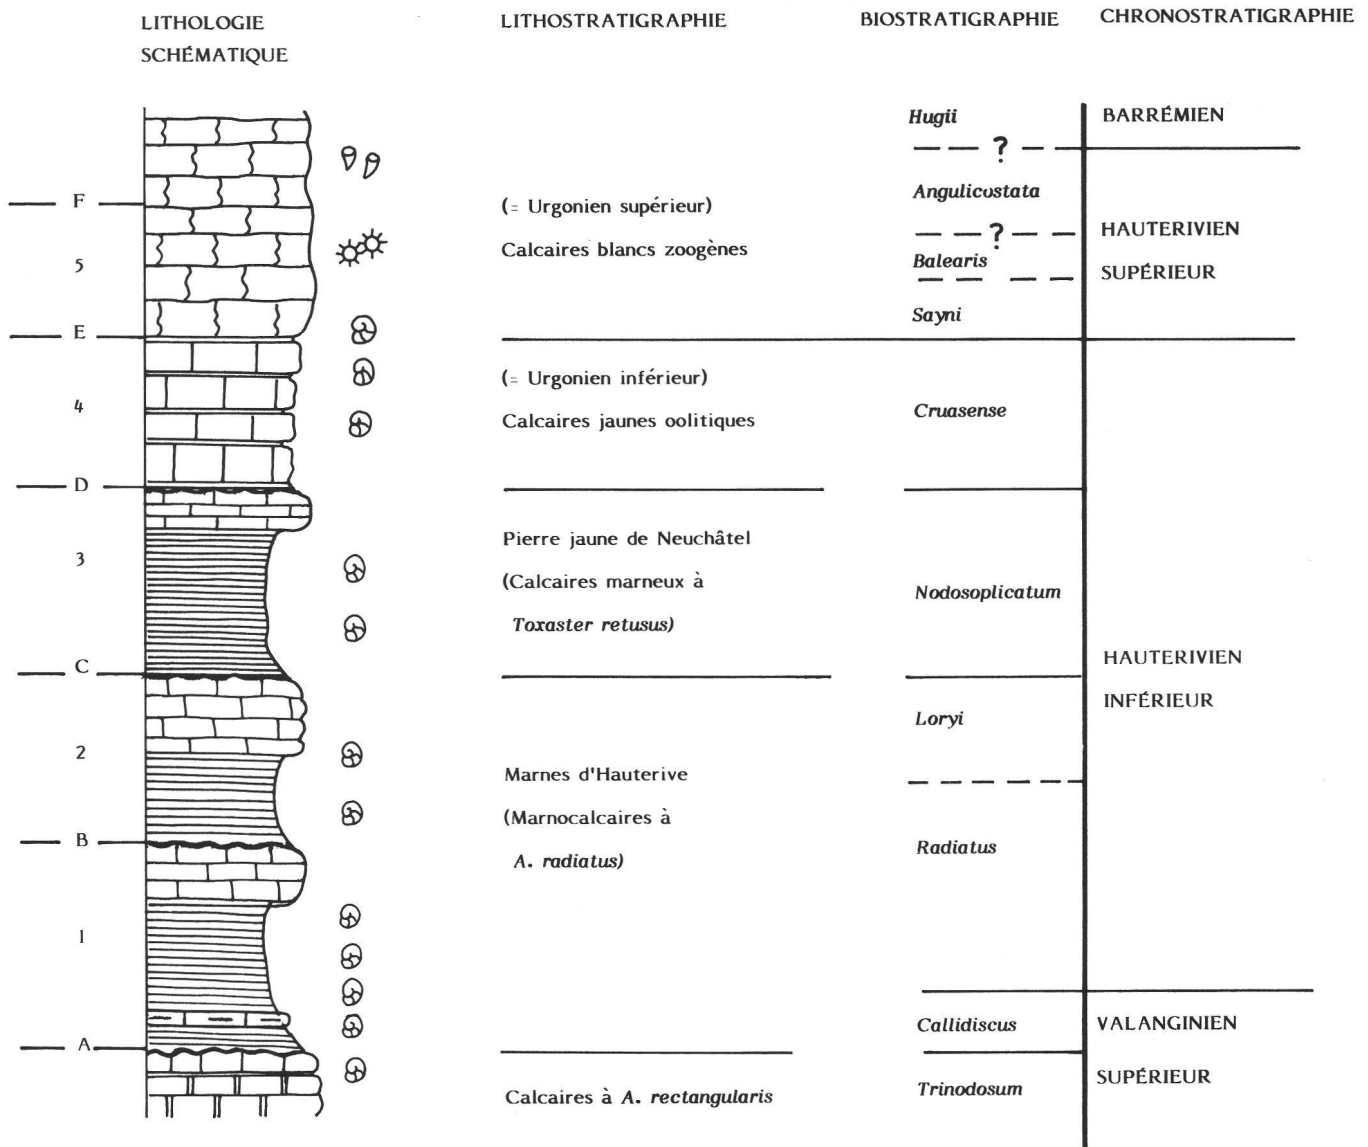 LITHOLOGIE
SCHÉMATIQUE
LITHOSTRATIGRAPHIE
BIOSTRATIGRAPHIE
CHRONOSTRATIGRAPHIE
F
5
E
4
D
3
C
2
B
1
A
(= Urgonien supérieur)
Calcaires blancs zoogènes
(= Urgonien inférieur)
Calcaires jaunes oolitiques
Pierre jaune de Neuchâtel
(Calcaires marneux à
Toxaster retusus)
Marnes d'Hauterive
(Marnocalcaires à
A. radiatus)
Calcaires à A. rectangularis
Hugii
?
Angulicostata
?
Balearis
Sayni
Cruasense
Nodosoplicatum
Loryi
Radiatus
Callidiscus
Trinodosum
BARRÉMIEN
HAUTERIVIEN
SUPÉRIEUR
HAUTERIVIEN
INFÉRIEUR
VALANGINIEN
SUPÉRIEUR